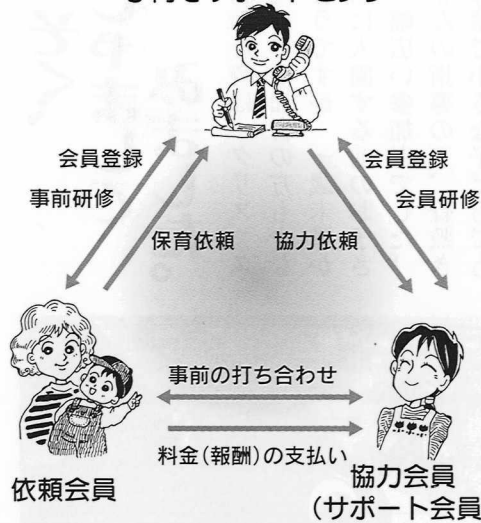 会員登録
事前研修
保育依頼
協力依頼
会員登録
会員研修
事前の打ち合わせ
料金(報酬)の支払い
依頼会員
協力会員
(サポート会員